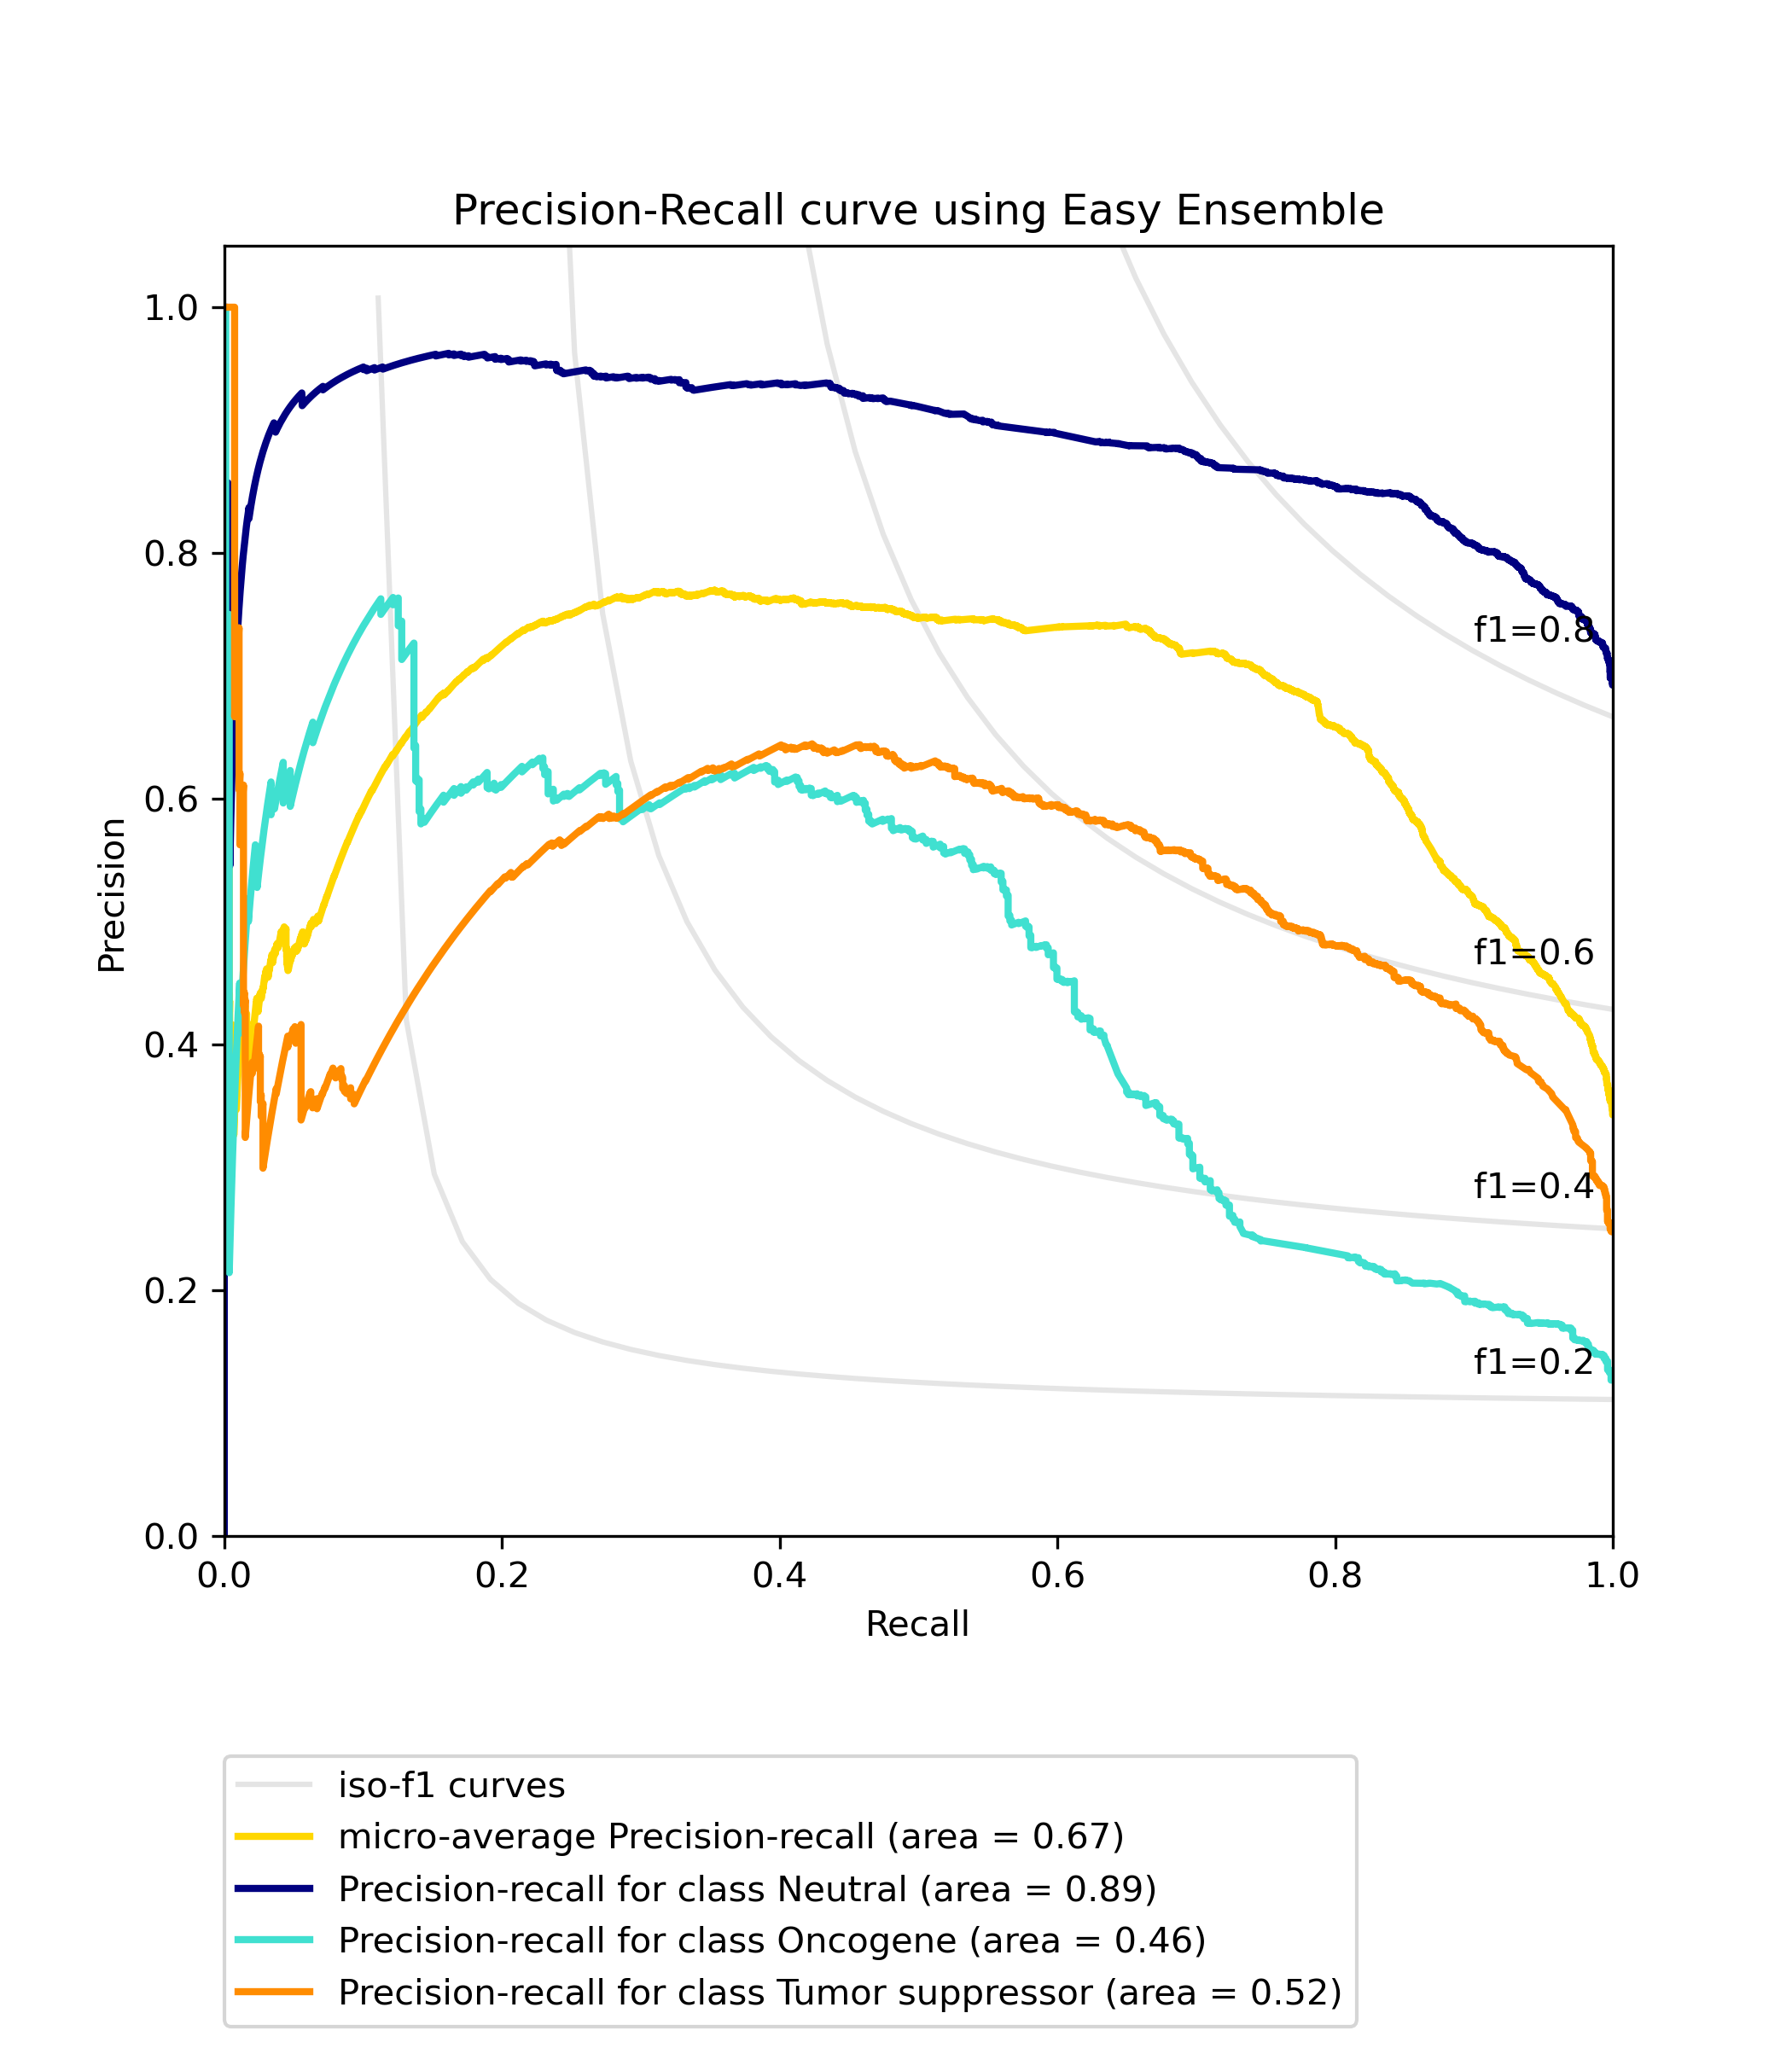 Precision-Recall curve using Easy Ensemble
1.0
0.8
0.6
0.4
0.2
0.0
Precision
f1=0.8
f1=0.6
f1=0.4
f1=0.2
0.0 0.2 0.4 0.6 0.8 1.0
Recall
iso-f1 curves
micro-average Precision-recall (area = 0.67)
Precision-recall for class Neutral (area = 0.89)
Precision-recall for class Oncogene (area = 0.46)
Precision-recall for class Tumor suppressor (area = 0.52)